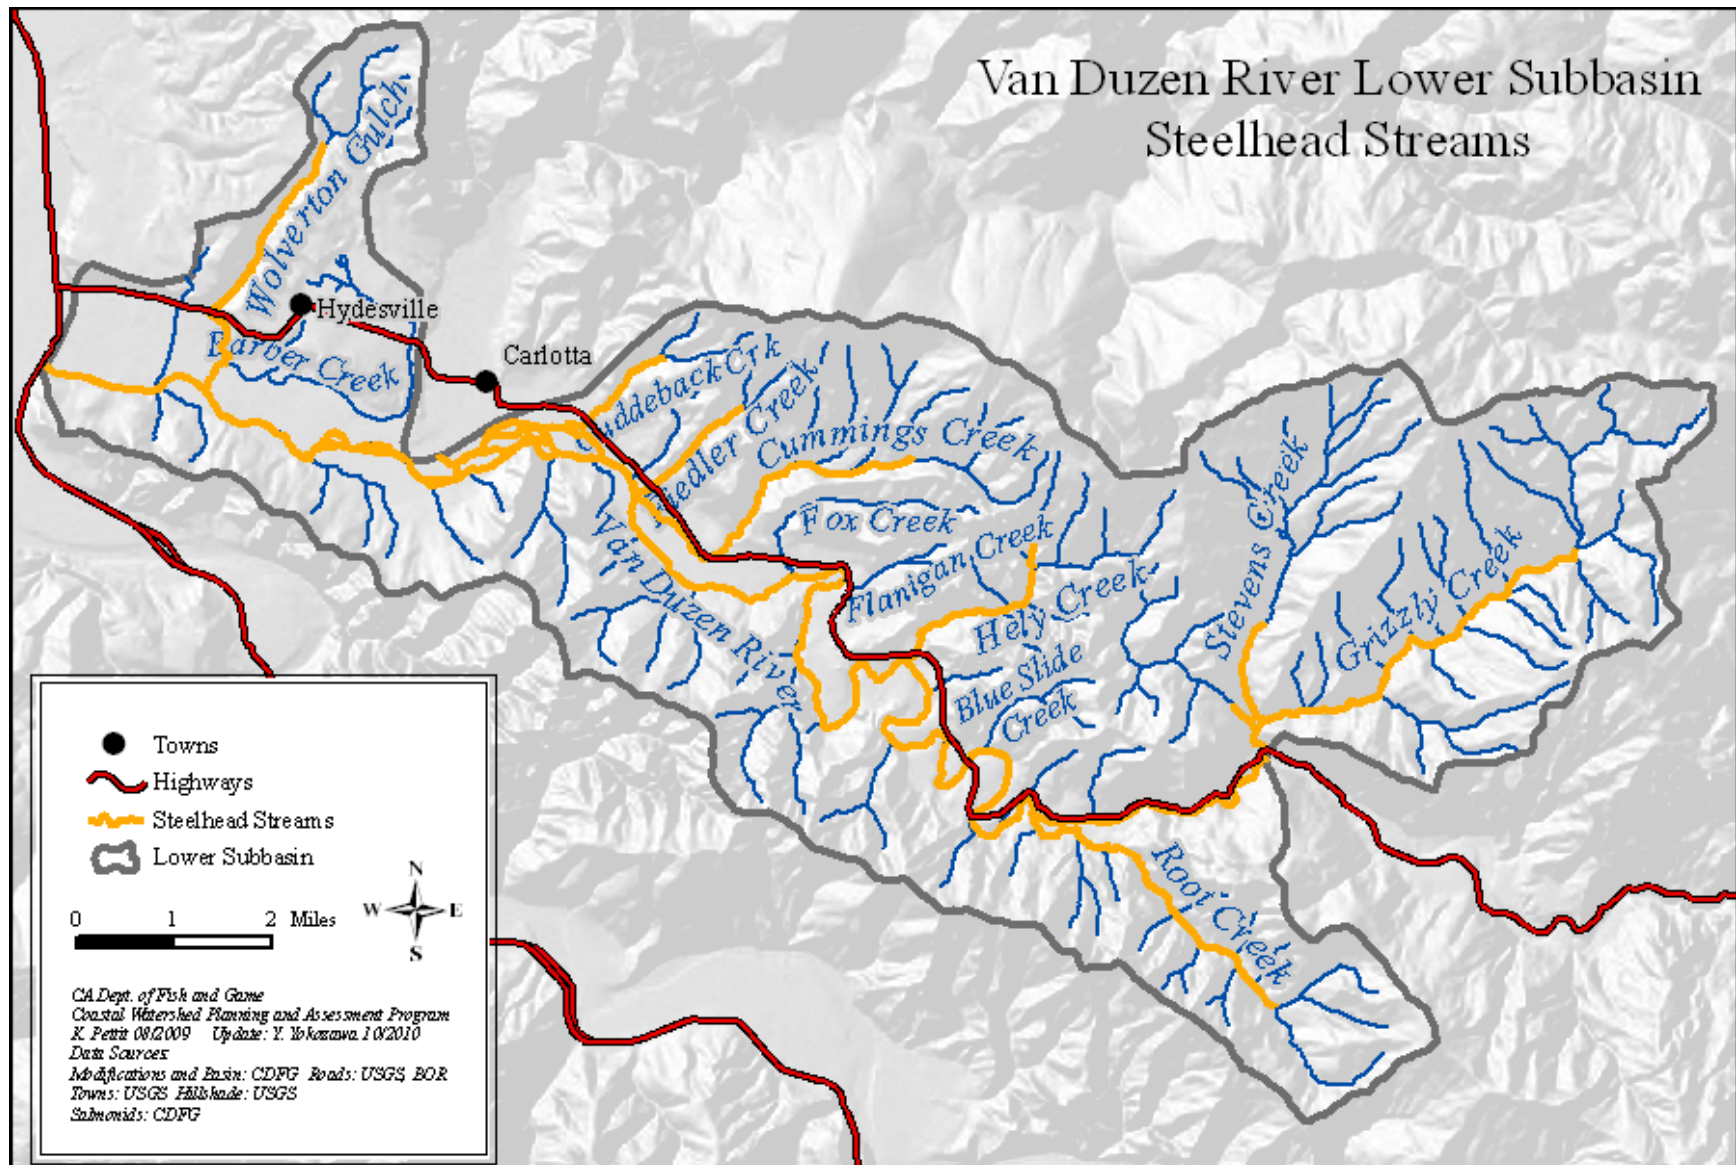 Van Duzen River Lower Subbasin
Steelhead Streams
Wolverton Gulch
Hydesville
Barber Creek
Carlotta
Cuddeback Crk
Fiedler Creek
Cummings Creek
Fox Creek
Flanigan Creek
Hely Creek
Blue Slide
Creek
Stevens Creek
Grizzly Creek
Van Duzen River
Root Creek
Towns
Highways
Steelhead Streams
Lower Subbasin
N
W E
S
0 1 2 Miles
CA Dept. of Fish and Game
Coastal Watershed Planning and Assessment Program
K. Pettit 08/2009 Update: Y. Yokozawa 10/2010
Data Sources:
Modifications and Basin: CDFG Roads: USGS, BOR
Towns: USGS Hillshade: USGS
Salmonids: CDFG